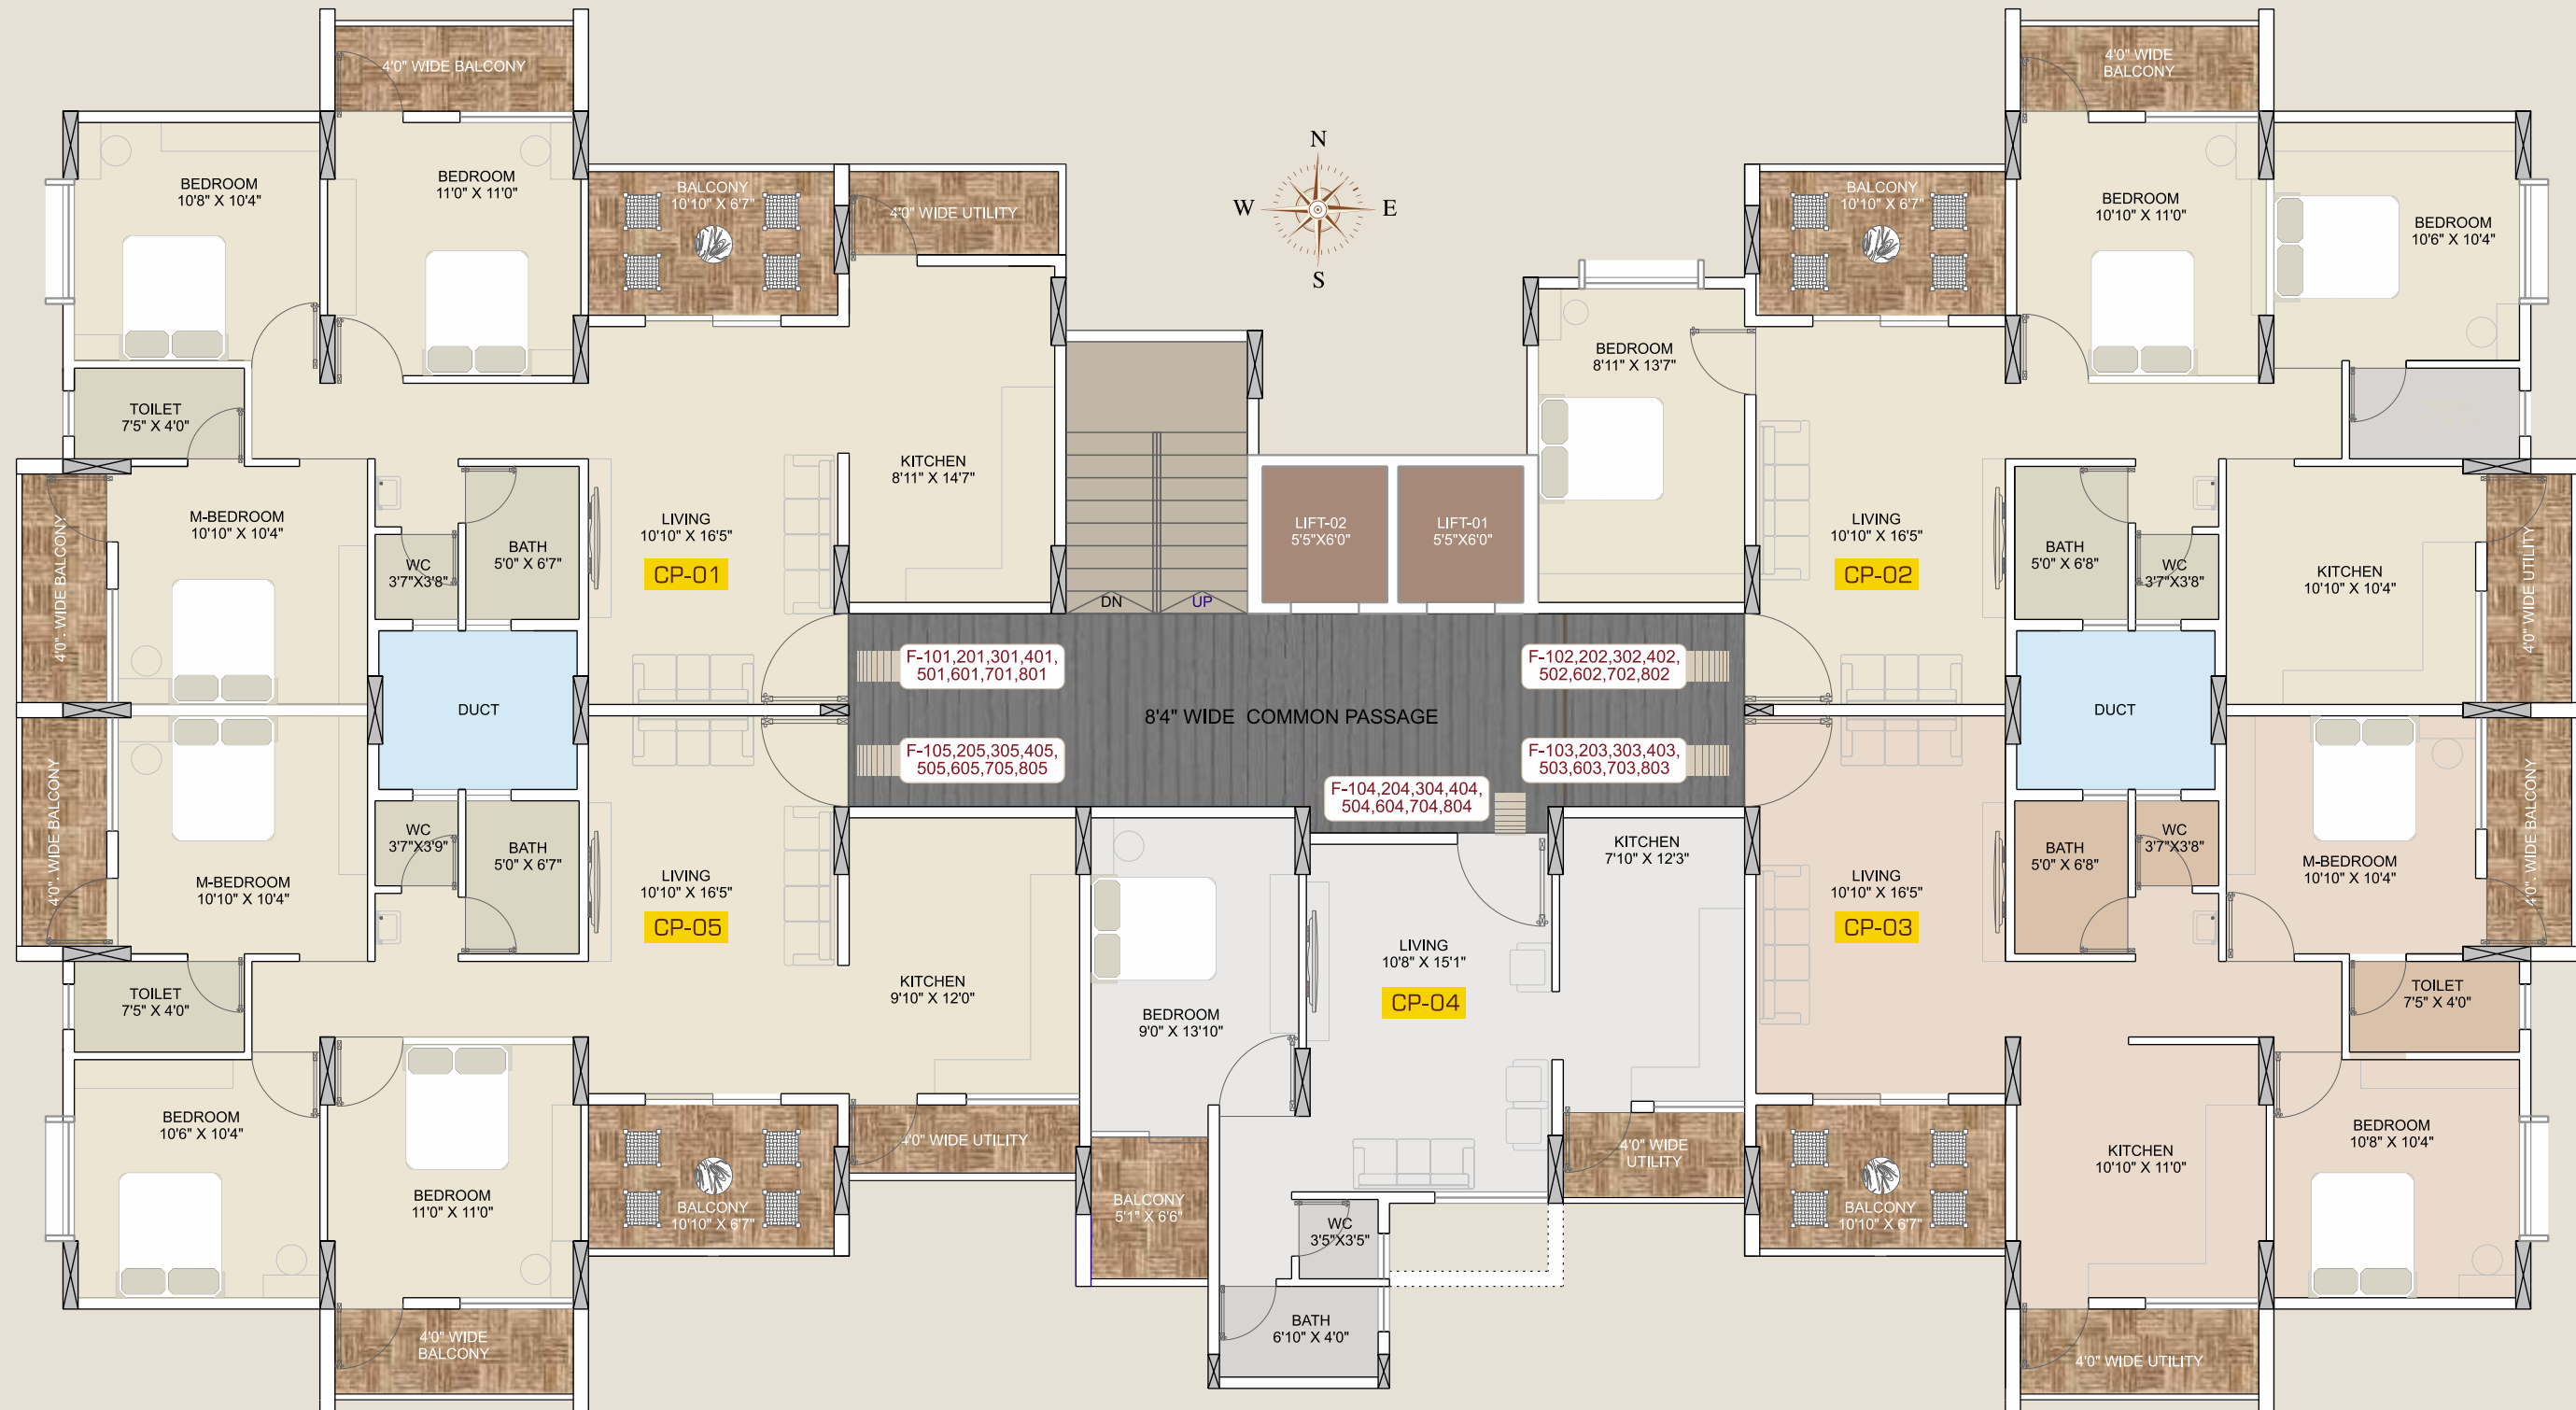 4'0" WIDE BALCONY
BEDROOM
10'8" X 10'4"
BEDROOM
11'0" X 11'0"
BALCONY
10'10" X 6'7"
4'0" WIDE UTILITY
TOILET
7'5" X 4'0"
M-BEDROOM
10'10" X 10'4"
4'0". WIDE BALCONY
WC
3'7"X3'8"
BATH
5'0" X 6'7"
LIVING
10'10" X 16'5"
CP-01
KITCHEN
8'11" X 14'7"
DUCT
N
W
E
S
DN
UP
LIFT-02
5'5"X6'0"
LIFT-01
5'5"X6'0"
4'0" WIDE
BALCONY
BALCONY
10'10" X 6'7"
BEDROOM
10'10" X 11'0"
BEDROOM
10'6" X 10'4"
BEDROOM
8'11" X 13'7"
LIVING
10'10" X 16'5"
CP-02
BATH
5'0" X 6'8"
WC
3'7"X3'8"
KITCHEN
10'10" X 10'4"
4'0" WIDE UTILITY
DUCT
F-101,201,301,401,
501,601,701,801
F-102,202,302,402,
502,602,702,802
8'4" WIDE COMMON PASSAGE
F-105,205,305,405,
505,605,705,805
F-103,203,303,403,
503,603,703,803
F-104,204,304,404,
504,604,704,804
4'0". WIDE BALCONY
M-BEDROOM
10'10" X 10'4"
WC
3'7"X3'9"
BATH
5'0" X 6'7"
LIVING
10'10" X 16'5"
CP-05
KITCHEN
9'10" X 12'0"
TOILET
7'5" X 4'0"
BEDROOM
10'6" X 10'4"
BEDROOM
11'0" X 11'0"
BALCONY
10'10" X 6'7"
4'0" WIDE UTILITY
4'0" WIDE
BALCONY
BEDROOM
9'0" X 13'10"
LIVING
10'8" X 15'1"
CP-04
KITCHEN
7'10" X 12'3"
4'0" WIDE
UTILITY
BALCONY
5'1" X 6'6"
WC
3'5"X3'5"
BATH
6'10" X 4'0"
LIVING
10'10" X 16'5"
CP-03
BATH
5'0" X 6'8"
WC
3'7"X3'8"
M-BEDROOM
10'10" X 10'4"
4'0". WIDE BALCONY
TOILET
7'5" X 4'0"
BEDROOM
10'8" X 10'4"
KITCHEN
10'10" X 11'0"
BALCONY
10'10" X 6'7"
4'0" WIDE UTILITY